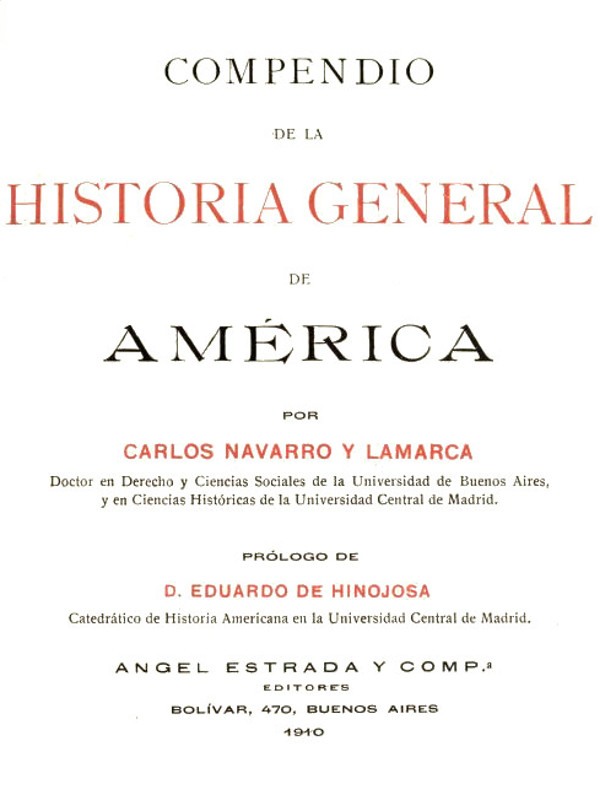 COMPENDIO
DE LA
HISTORIA GENERAL
DE
AMÉRICA
POR
CARLOS NAVARRO Y LAMARCA
Doctor en Derecho y Ciencias Sociales de la Universidad de Buenos Aires,
y en Ciencias Históricas de la Universidad Central de Madrid.
PRÓLOGO DE
D. EDUARDO DE HINOJOSA
Catedrático de Historia Americana en la Universidad Central de Madrid.
ANGEL ESTRADA Y COMP.ª
EDITORES
BOLÍVAR, 470, BUENOS AIRES
1910